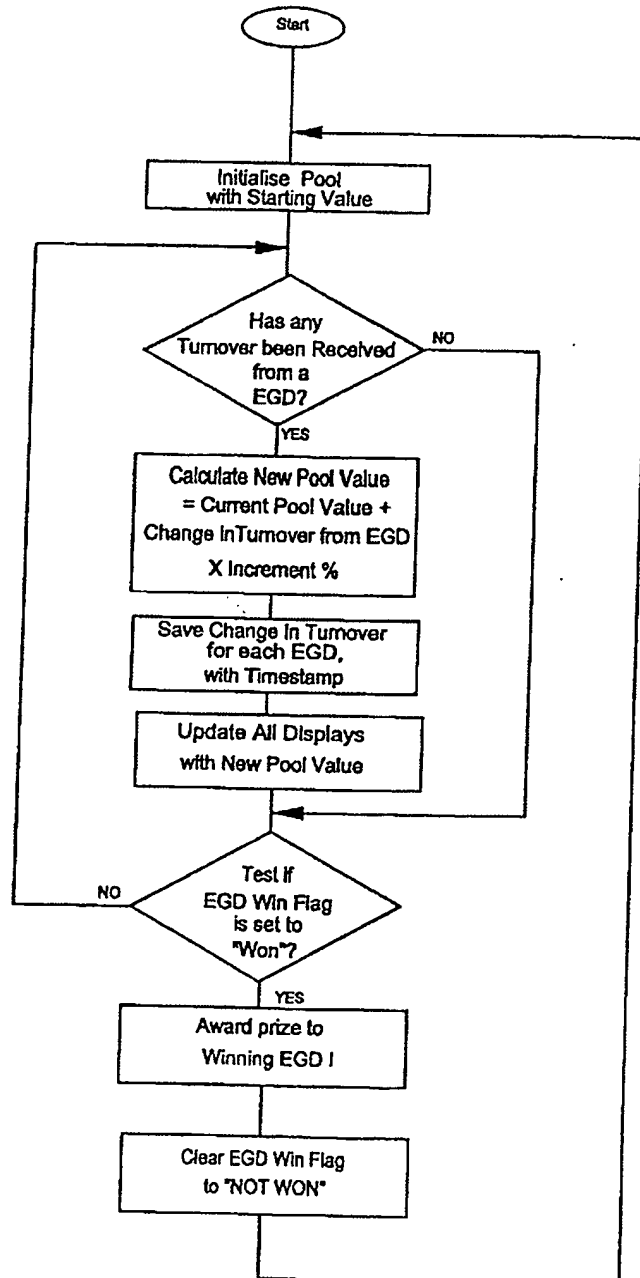 Start
Initialise Pool
with Starting Value
Has any
Turnover been Received
from a
EGD?
NO
YES
Calculate New Pool Value
= Current Pool Value +
Change InTurnover from EGD
X Increment %
Save Change In Turnover
for each EGD,
with Timestamp
Update All Displays
with New Pool Value
Test if
EGD Win Flag
is set to
"Won"?
NO
YES
Award prize to
Winning EGD !
Clear EGD Win Flag
to "NOT WON"